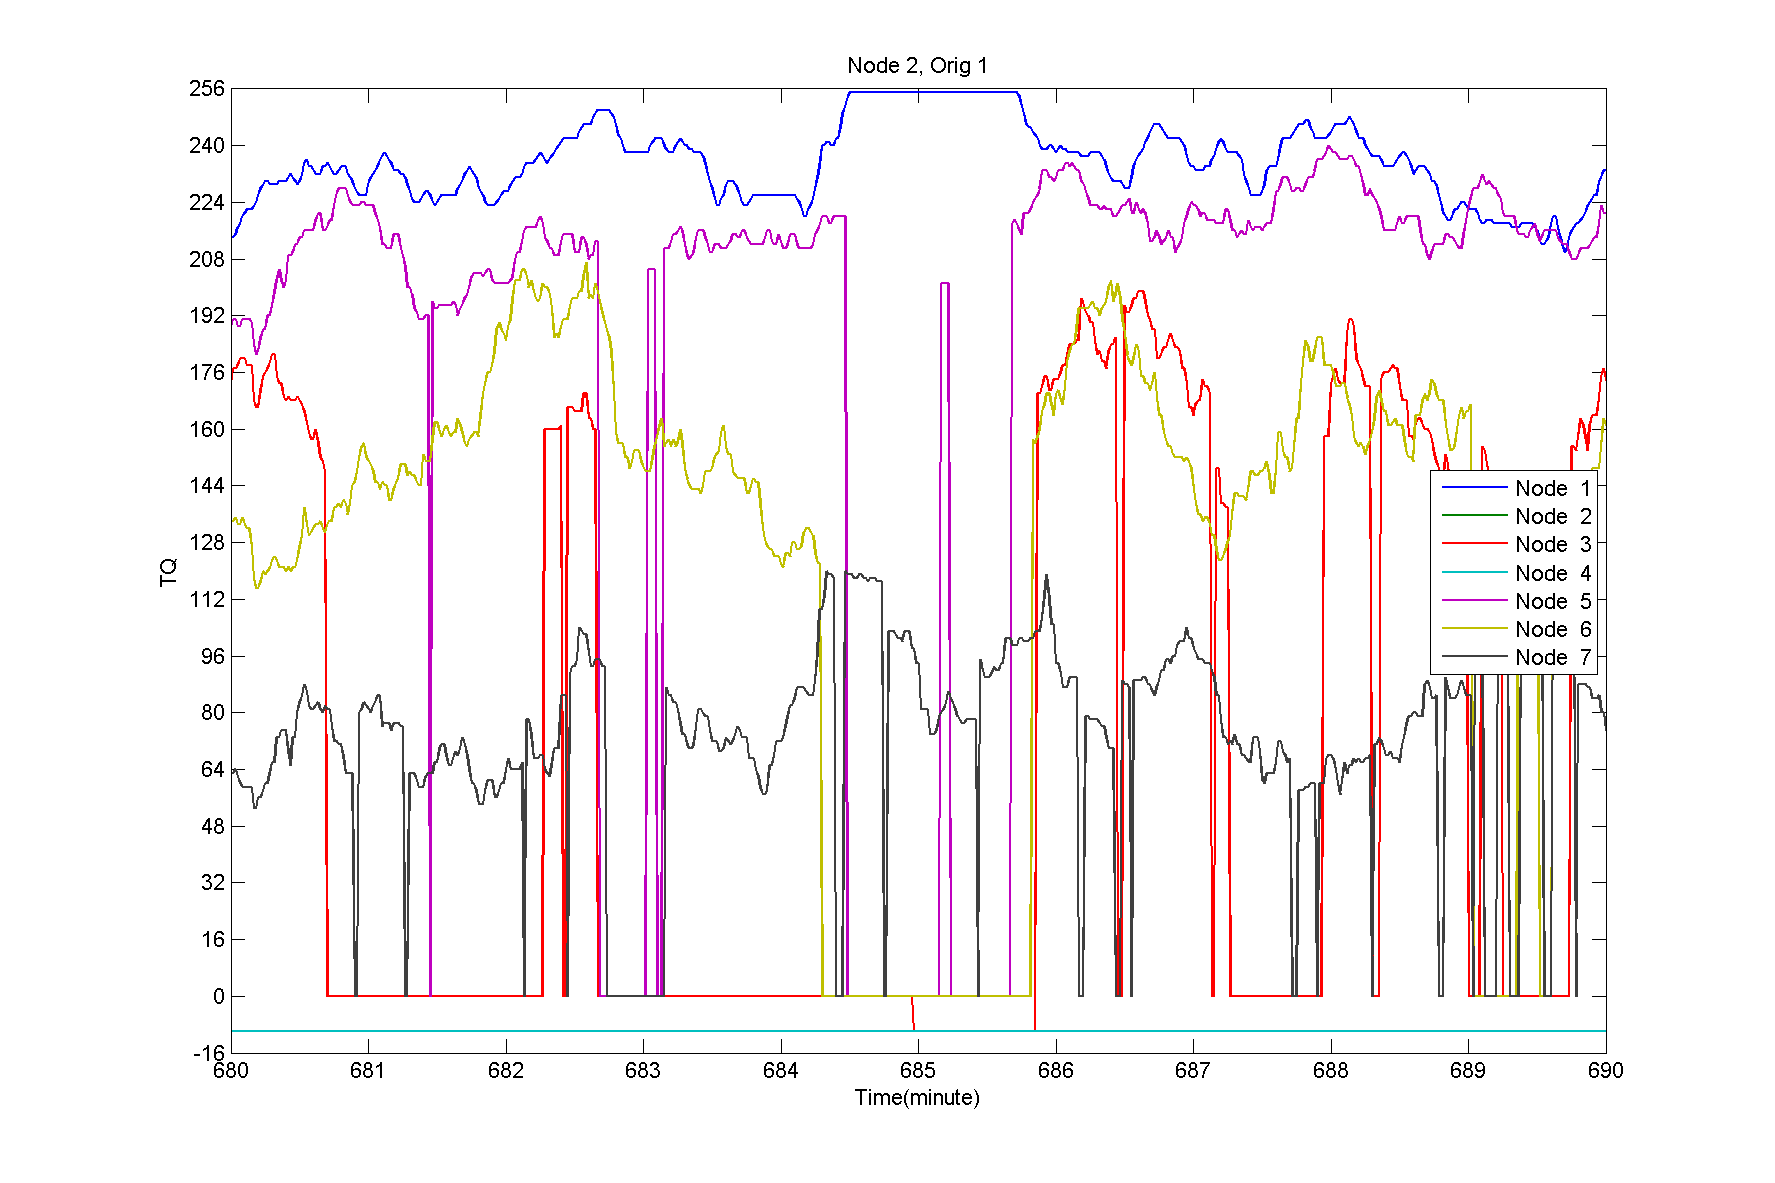 Node 2, Orig 1
256
240
224
208
192
176
160
144
128
112
96
80
64
48
32
16
0
-16
TQ
Node 1
Node 2
Node 3
Node 4
Node 5
Node 6
Node 7
680 681 682 683 684 685 686 687 688 689 690
Time(minute)